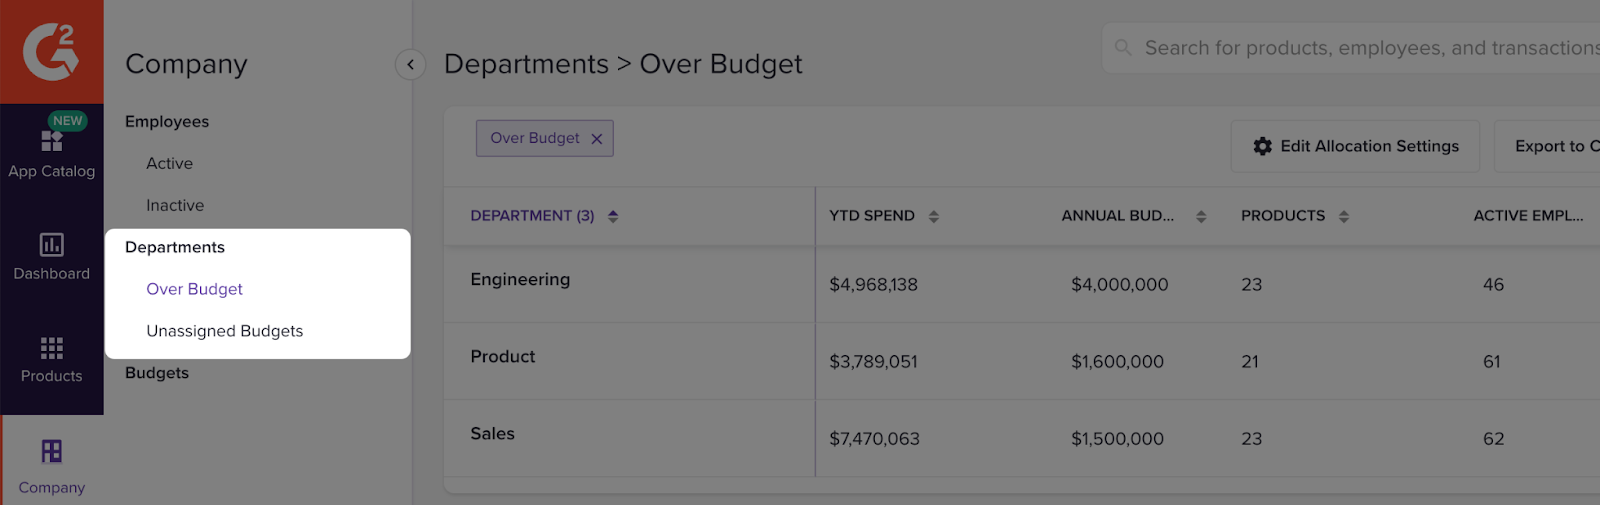 G2
NEW
App Catalog
Dashboard
Products
Company
Company
Employees
Active
Inactive
Departments
Over Budget
Unassigned Budgets
Budgets
Departments > Over Budget
Search for products, employees, and transactions
Over Budget
Edit Allocation Settings
Export to C
DEPARTMENT (3) YTD SPEND ANNUAL BUD... PRODUCTS ACTIVE EMPL...
Engineering $4,968,138 $4,000,000 23 46
Product $3,789,051 $1,600,000 21 61
Sales $7,470,063 $1,500,000 23 62